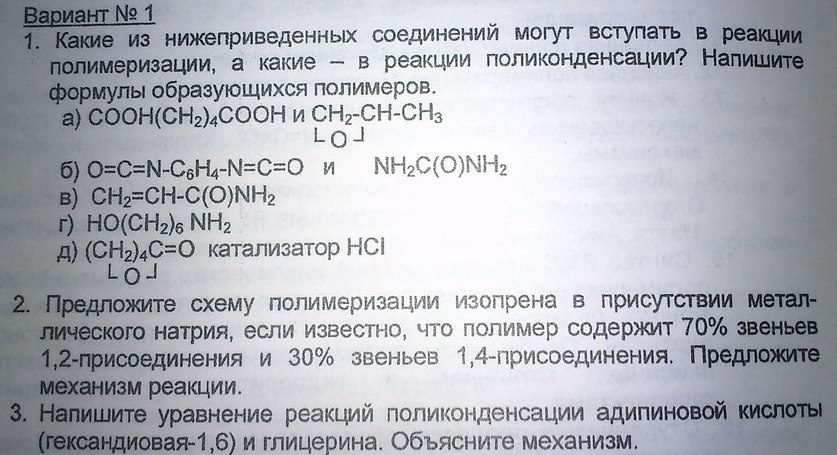 Вариант № 1
1. Какие из нижеприведенных соединений могут вступать в реакции
полимеризации, а какие – в реакции поликонденсации? Напишите
формулы образующихся полимеров.
а) COOH(CH₂)₄COOH и CH₂-CH-CH₃
└ O ┘
б) O=C=N-C₆H₄-N=C=O и NH₂C(O)NH₂
в) CH₂=CH-C(O)NH₂
г) HO(CH₂)₆ NH₂
д) (CH₂)₄C=O катализатор HCl
└ O ┘
2. Предложите схему полимеризации изопрена в присутствии метал-
лического натрия, если известно, что полимер содержит 70% звеньев
1,2-присоединения и 30% звеньев 1,4-присоединения. Предложите
механизм реакции.
3. Напишите уравнение реакций поликонденсации адипиновой кислоты
(гександиовая-1,6) и глицерина. Объясните механизм.